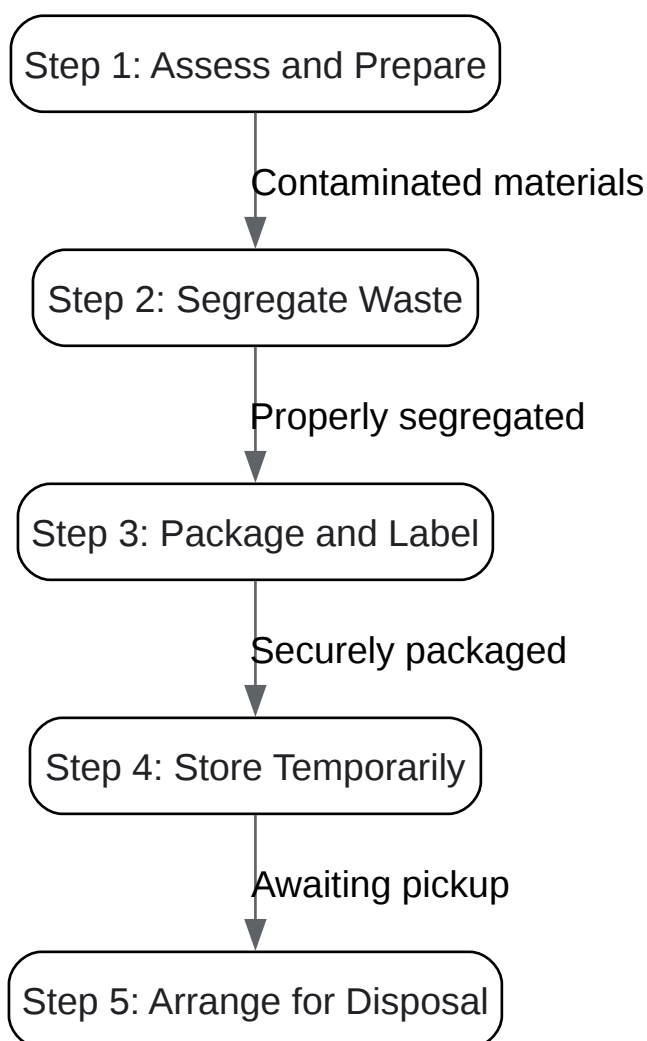 Step 1: Assess and Prepare
Contaminated materials
Step 2: Segregate Waste
Properly segregated
Step 3: Package and Label
Securely packaged
Step 4: Store Temporarily
Awaiting pickup
Step 5: Arrange for Disposal